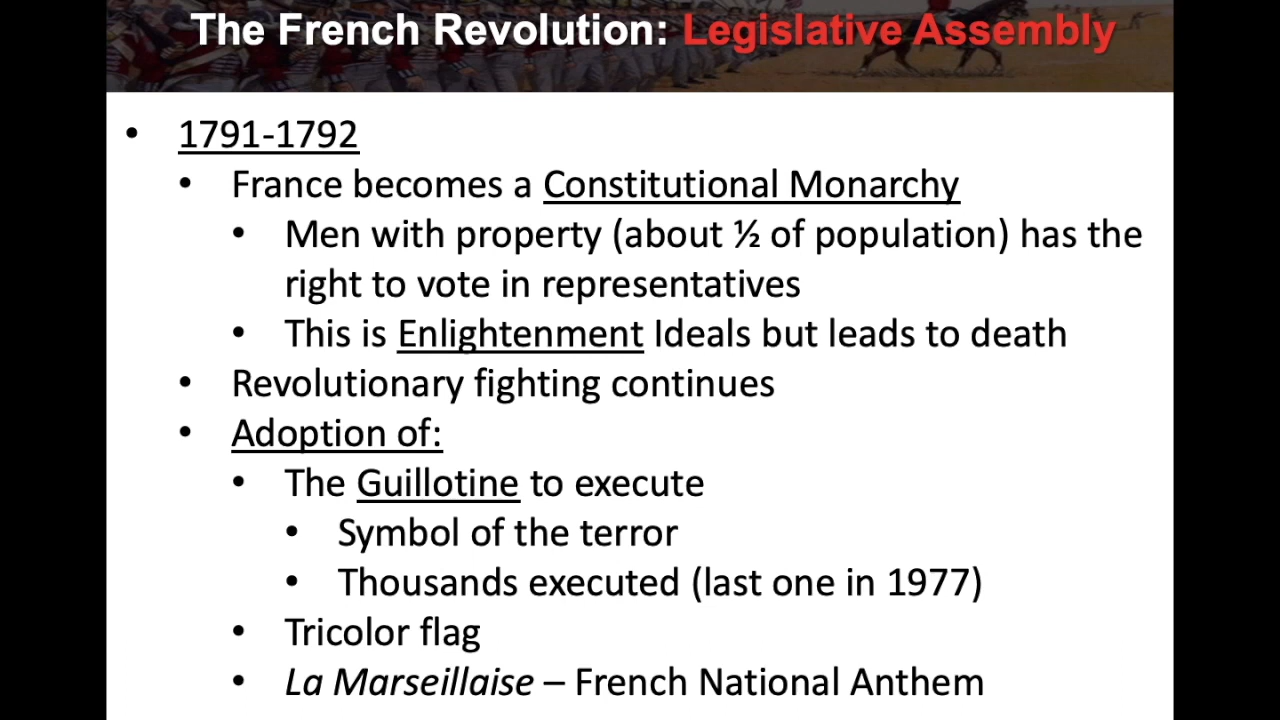 The French Revolution: Legislative Assembly
• 1791-1792
• France becomes a Constitutional Monarchy
• Men with property (about ½ of population) has the
right to vote in representatives
• This is Enlightenment Ideals but leads to death
• Revolutionary fighting continues
• Adoption of:
• The Guillotine to execute
• Symbol of the terror
• Thousands executed (last one in 1977)
• Tricolor flag
• La Marseillaise – French National Anthem